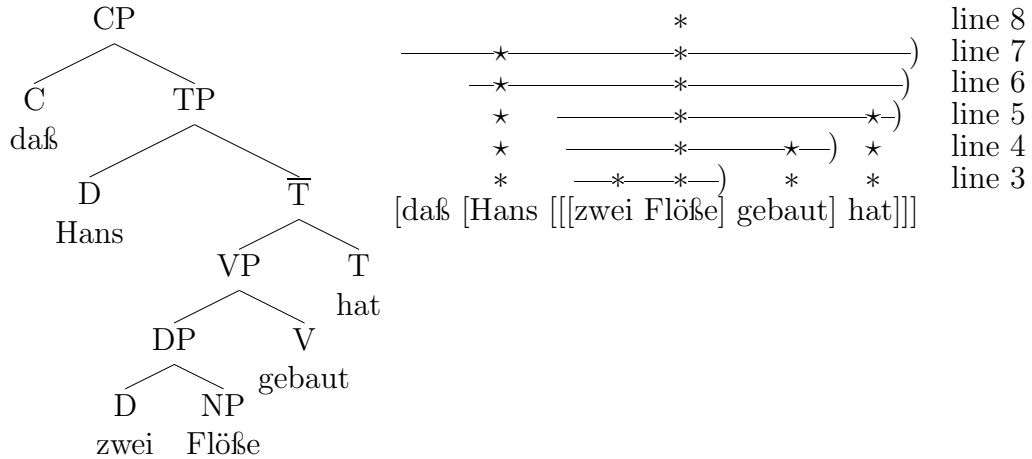 CP
C TP
daß
D T̅
Hans
VP T
hat
DP V
gebaut
D NP
zwei Flöße
∗ line 8
⋆ ∗ ) line 7
⋆ ∗ ) line 6
⋆ ∗ ⋆ ) line 5
⋆ ∗ ⋆ ) ⋆ line 4
∗ ∗ ∗ ) ∗ ∗ line 3
[daß [Hans [[[zwei Flöße] gebaut] hat]]]